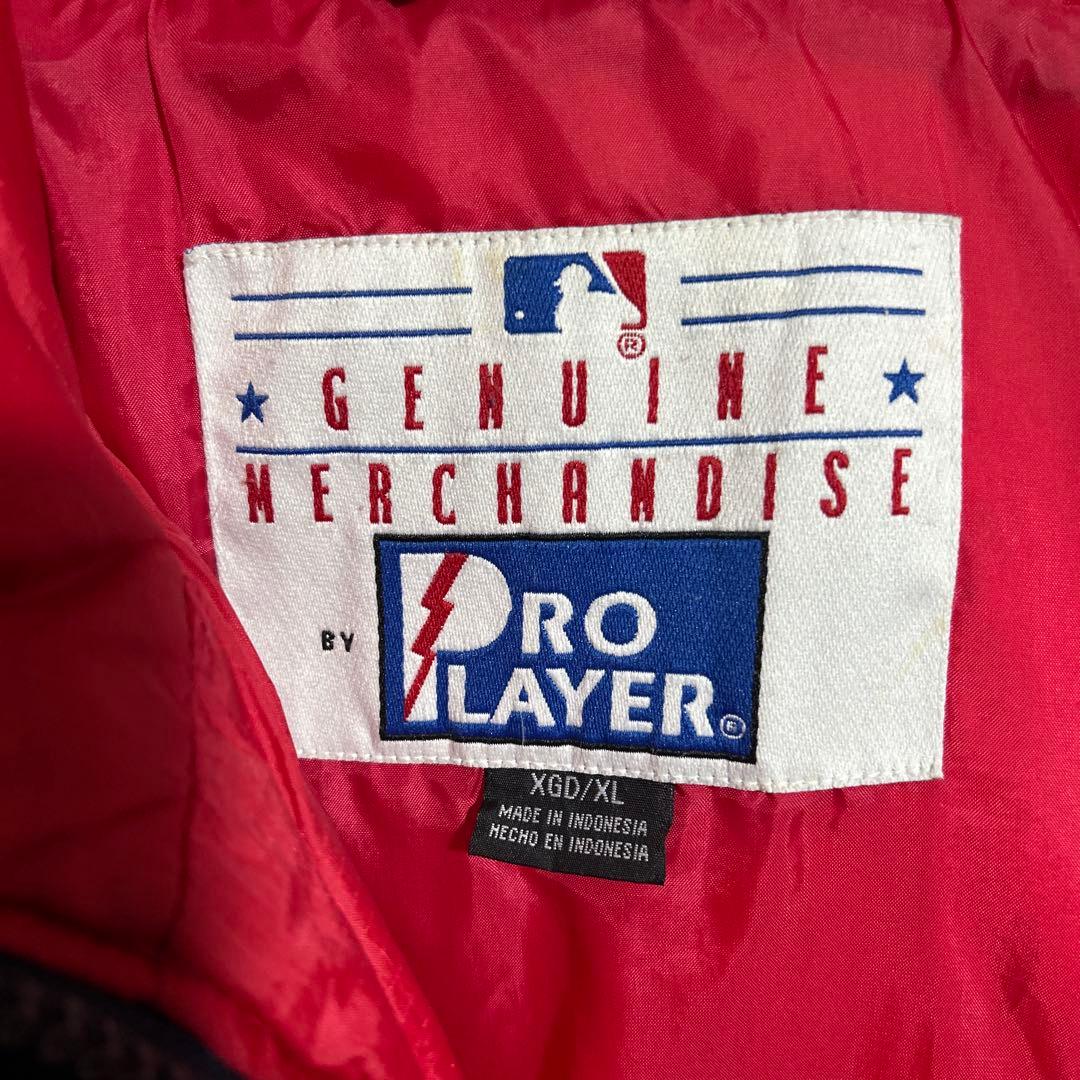 ®
GENUINE
MERCHANDISE
BY PRO
PLAYER®
XGD/XL
MADE IN INDONESIA
HECHO EN INDONESIA